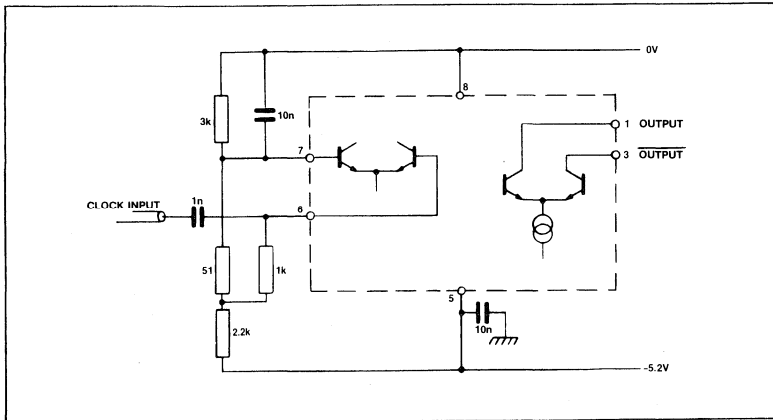 0V
8
3k
10n
1 OUTPUT
7
3 OUTPUT
CLOCK INPUT
1n
6
51
1k
5
2.2k
10n
-5.2V